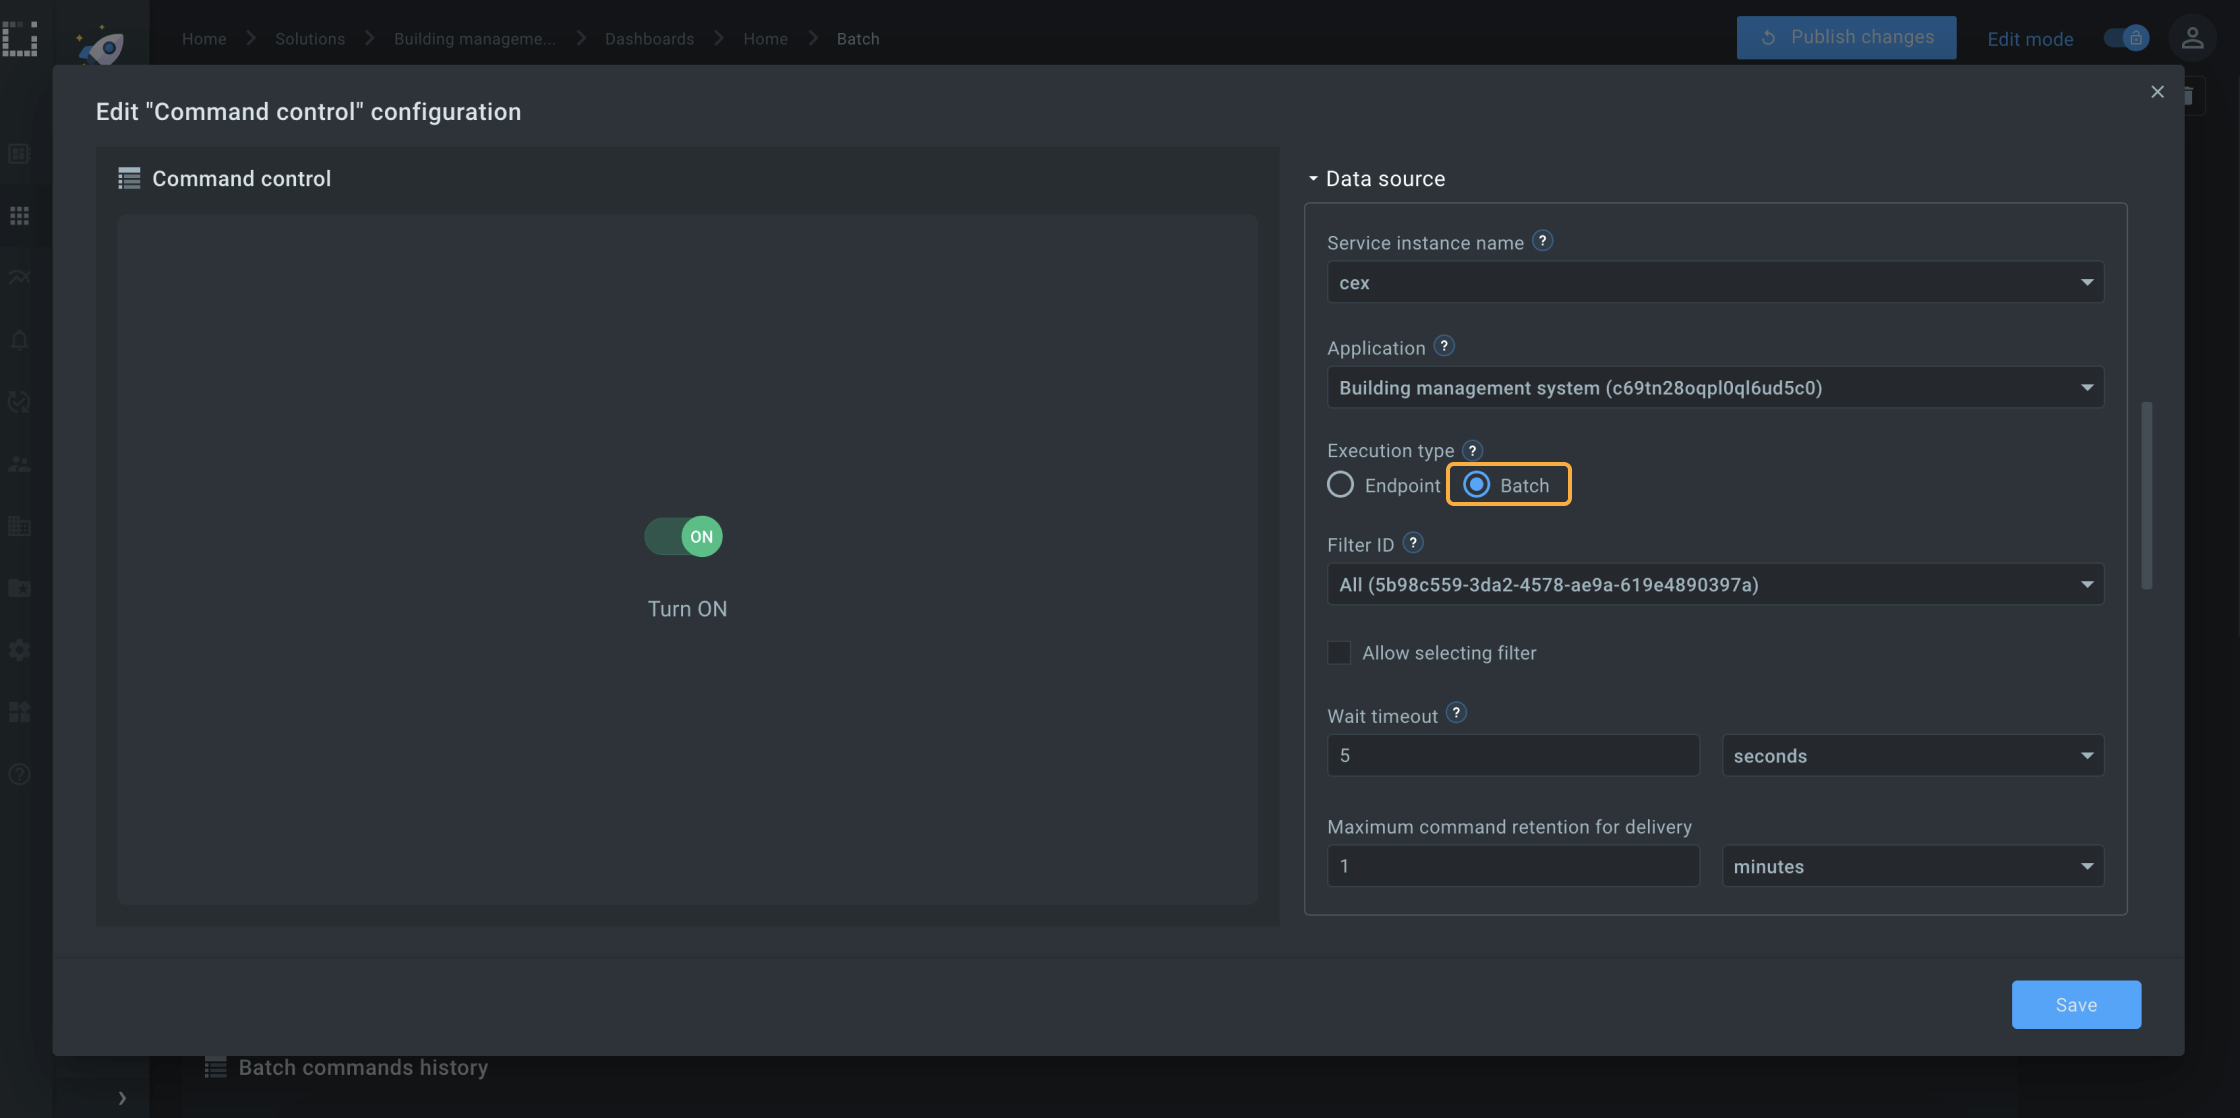 Home > Solutions > Building manageme... > Dashboards > Home > Batch
Publish changes
Edit mode
Edit "Command control" configuration
Command control
ON
Turn ON
Data source
Service instance name ?
cex
Application ?
Building management system (c69tn28oqpl0ql6ud5c0)
Execution type ?
Endpoint
Batch
Filter ID ?
All (5b98c559-3da2-4578-ae9a-619e4890397a)
Allow selecting filter
Wait timeout ?
5
seconds
Maximum command retention for delivery
1
minutes
Save
Batch commands history